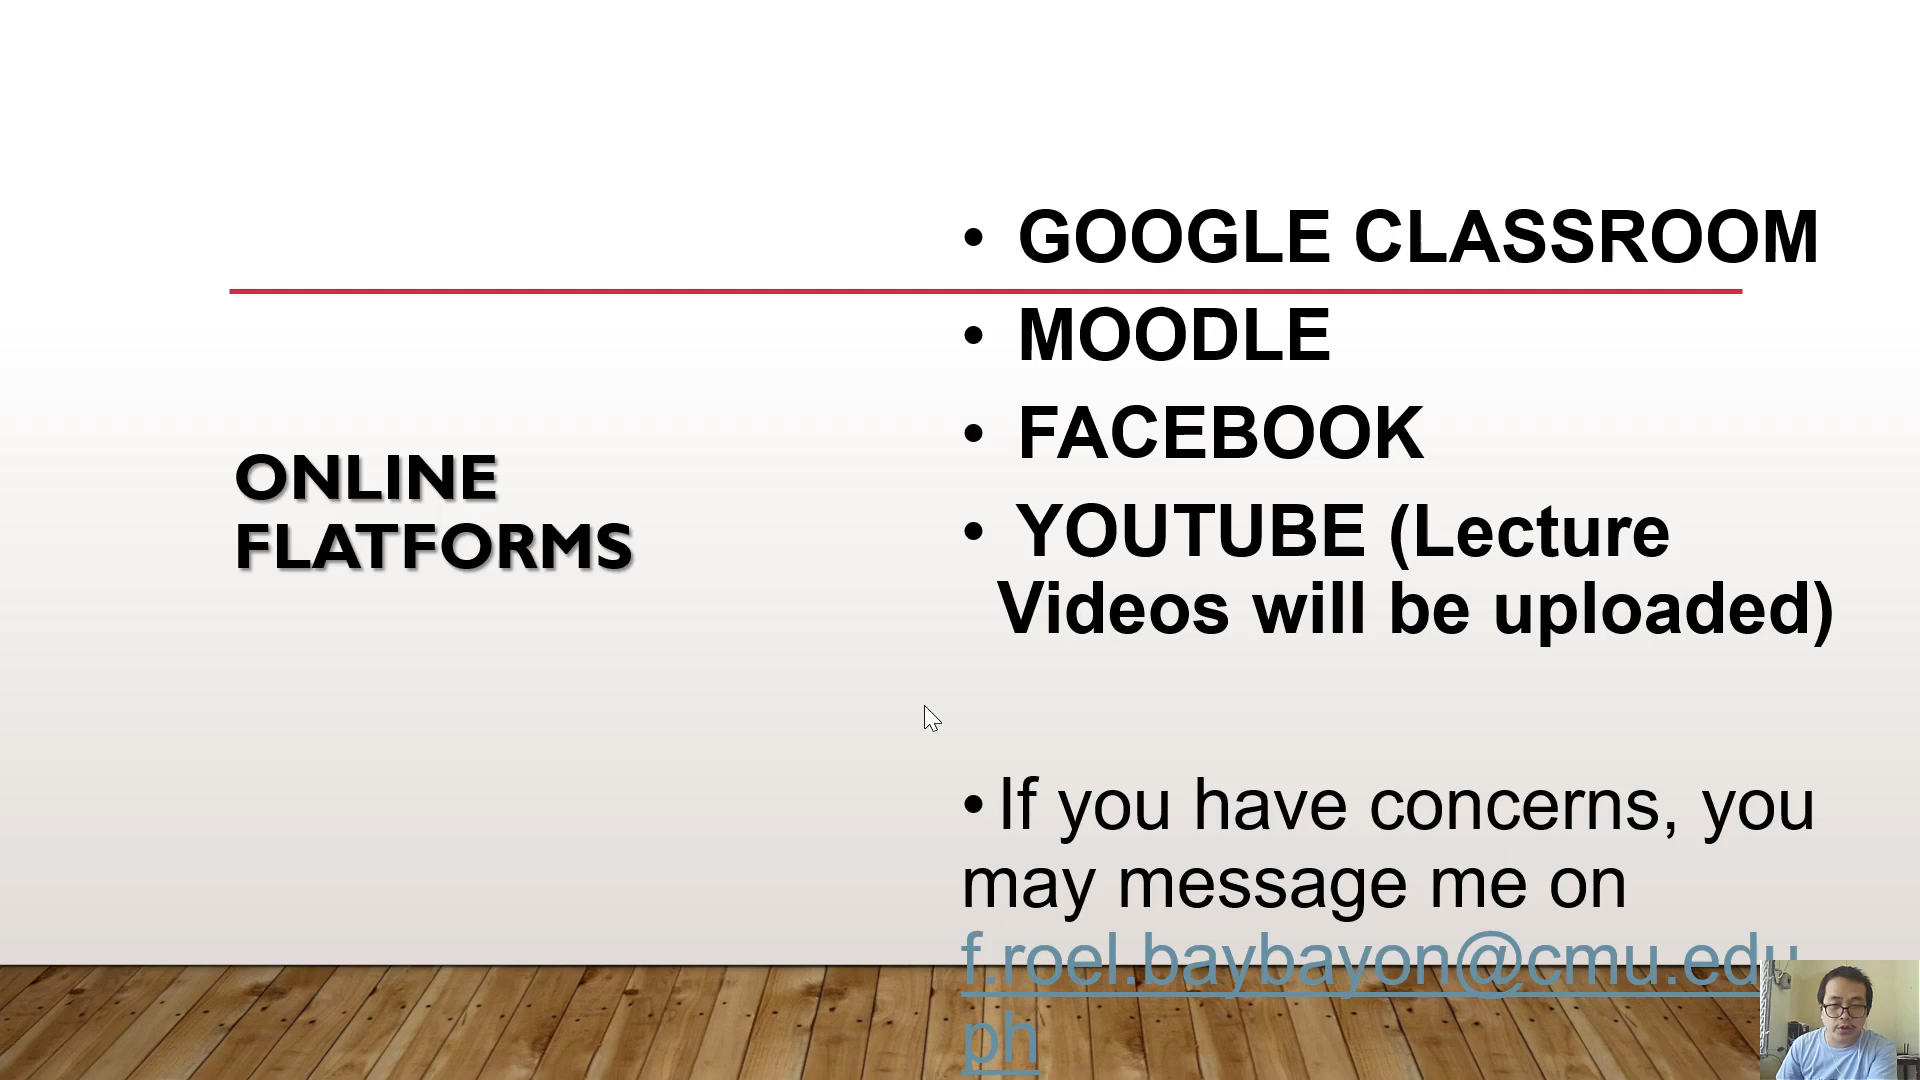 ONLINE
FLATFORMS
• GOOGLE CLASSROOM
• MOODLE
• FACEBOOK
• YOUTUBE (Lecture
Videos will be uploaded)
• If you have concerns, you
may message me on
f.roel.baybayon@cmu.edu
ph